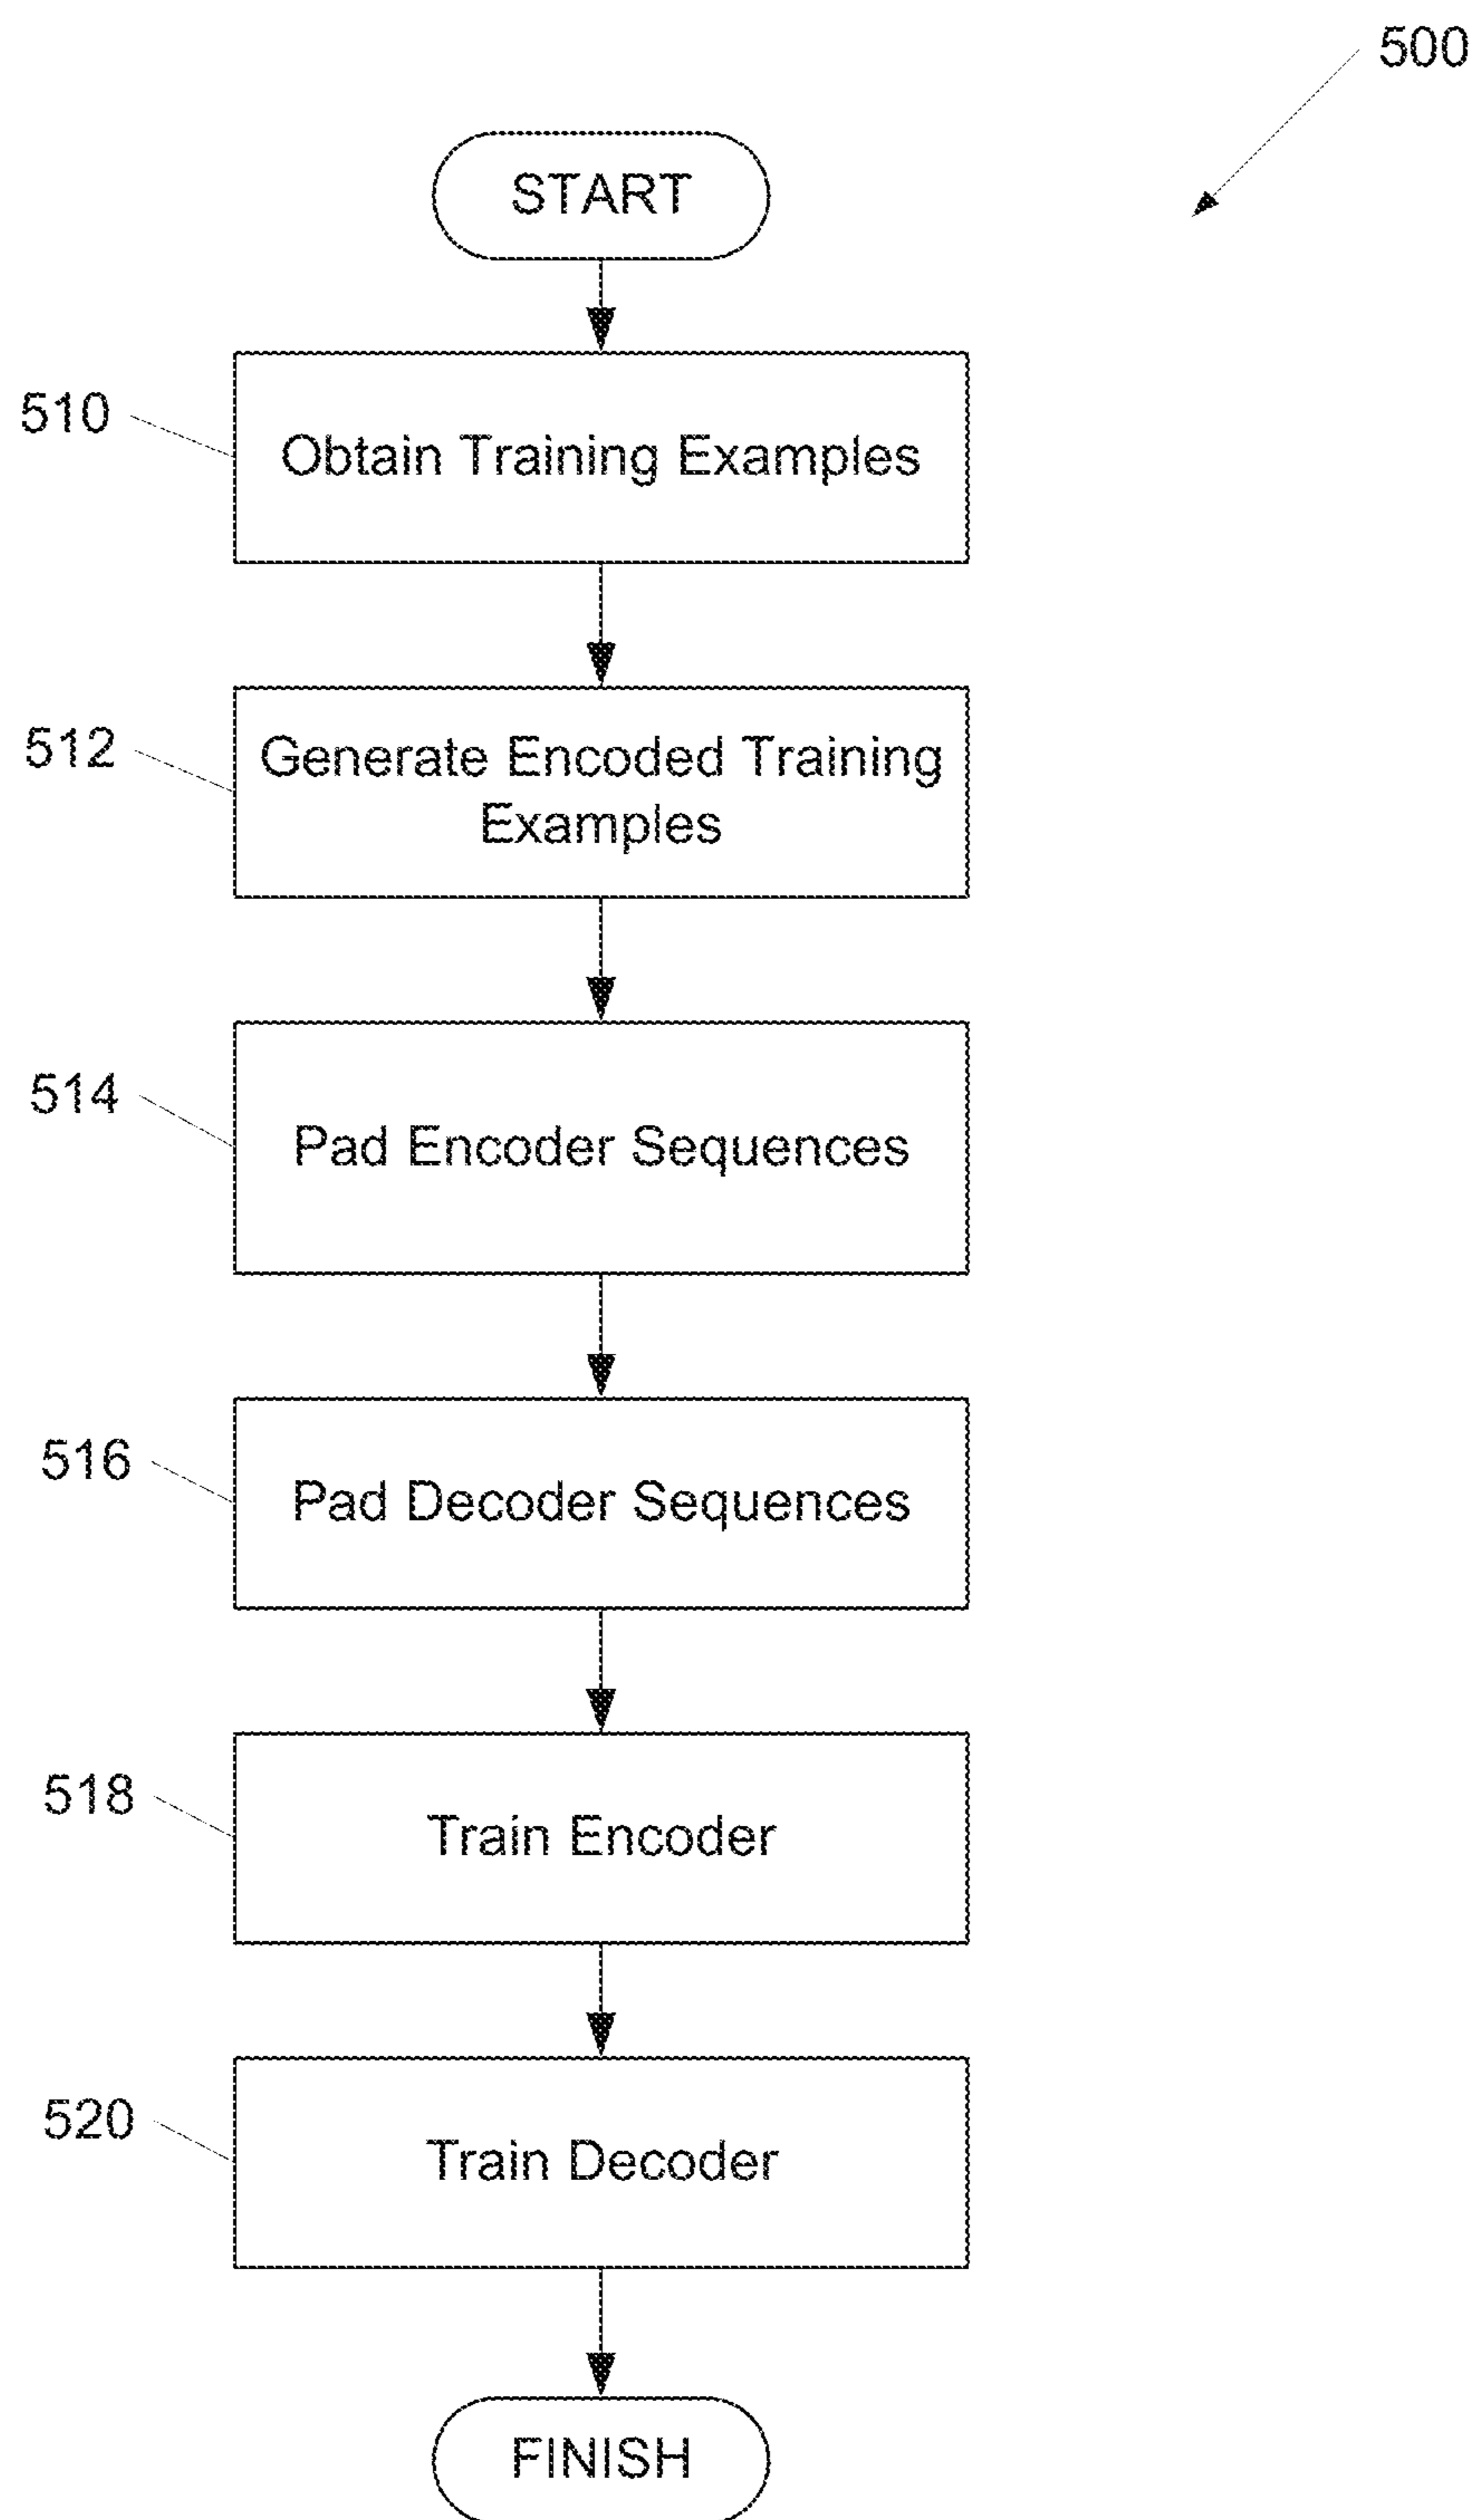 500
START
510
Obtain Training Examples
512
Generate Encoded Training
Examples
514
Pad Encoder Sequences
516
Pad Decoder Sequences
518
Train Encoder
520
Train Decoder
FINISH